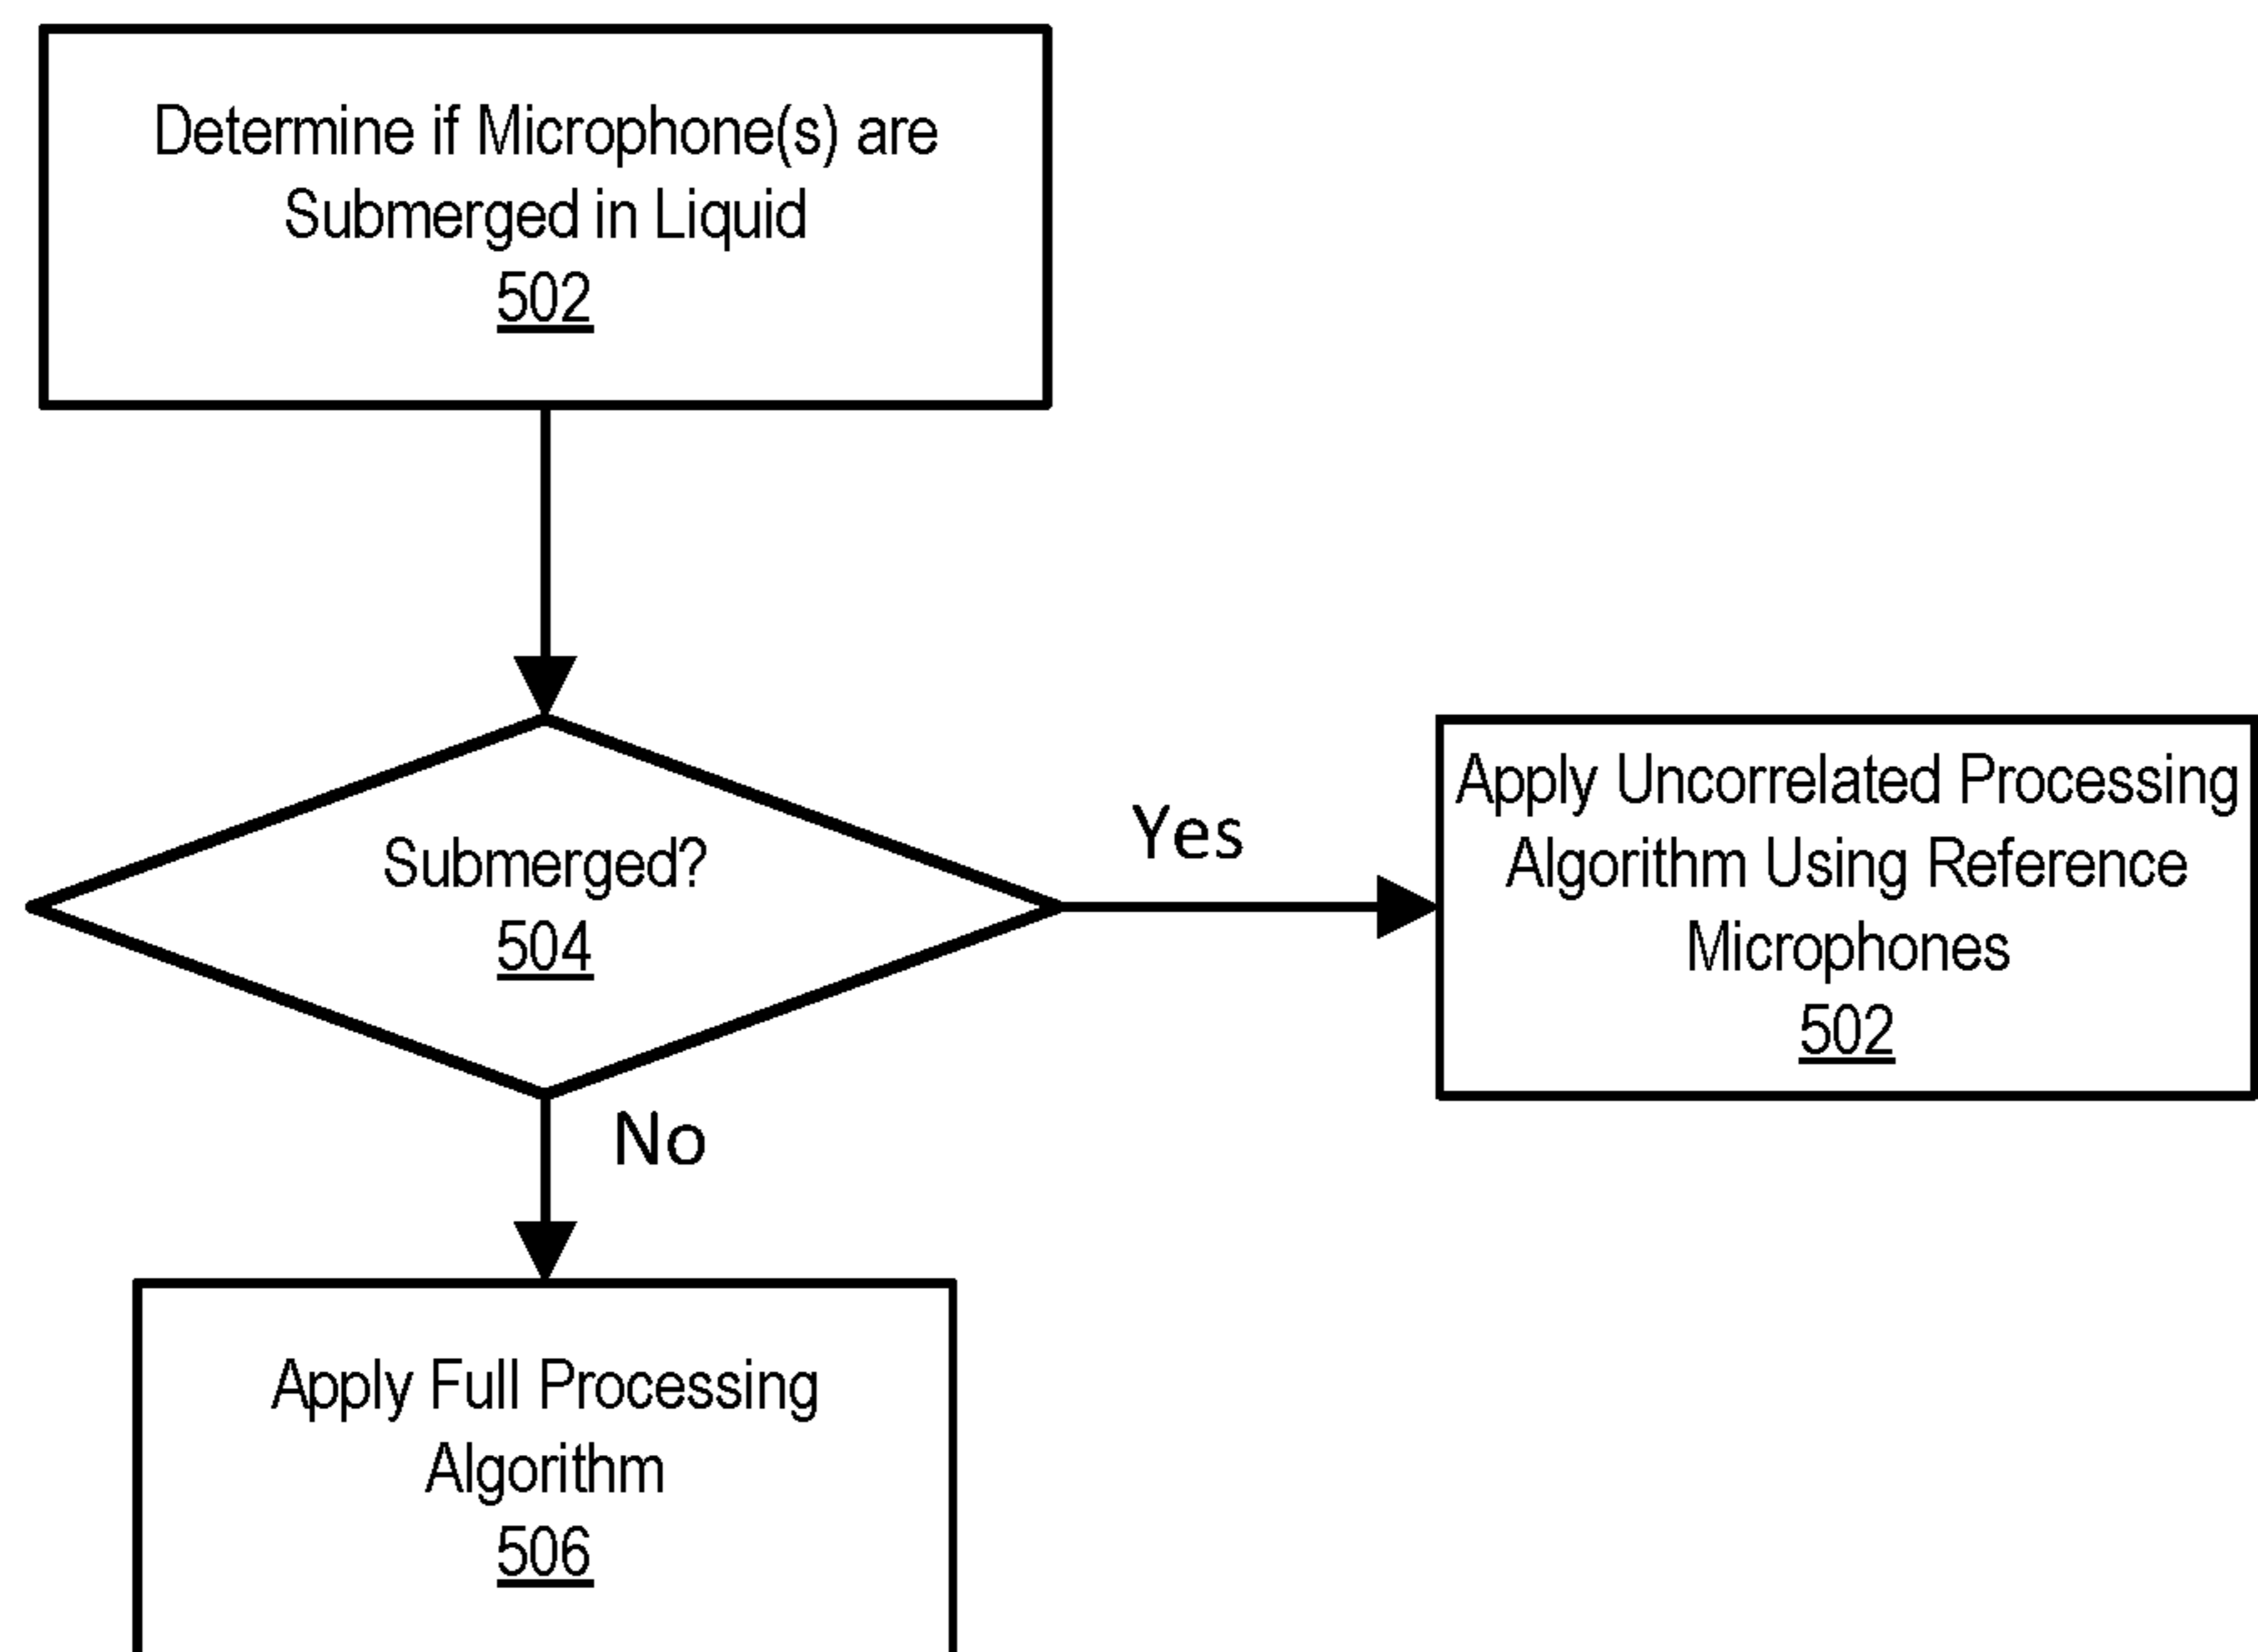 Determine if Microphone(s) are
Submerged in Liquid
502
Submerged?
504
Yes
Apply Uncorrelated Processing
Algorithm Using Reference
Microphones
502
No
Apply Full Processing
Algorithm
506